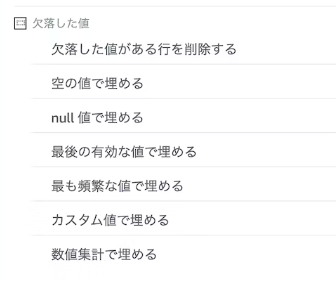 欠落した値
欠落した値がある行を削除する
空の値で埋める
null 値で埋める
最後の有効な値で埋める
最も頻繁な値で埋める
カスタム値で埋める
数値集計で埋める